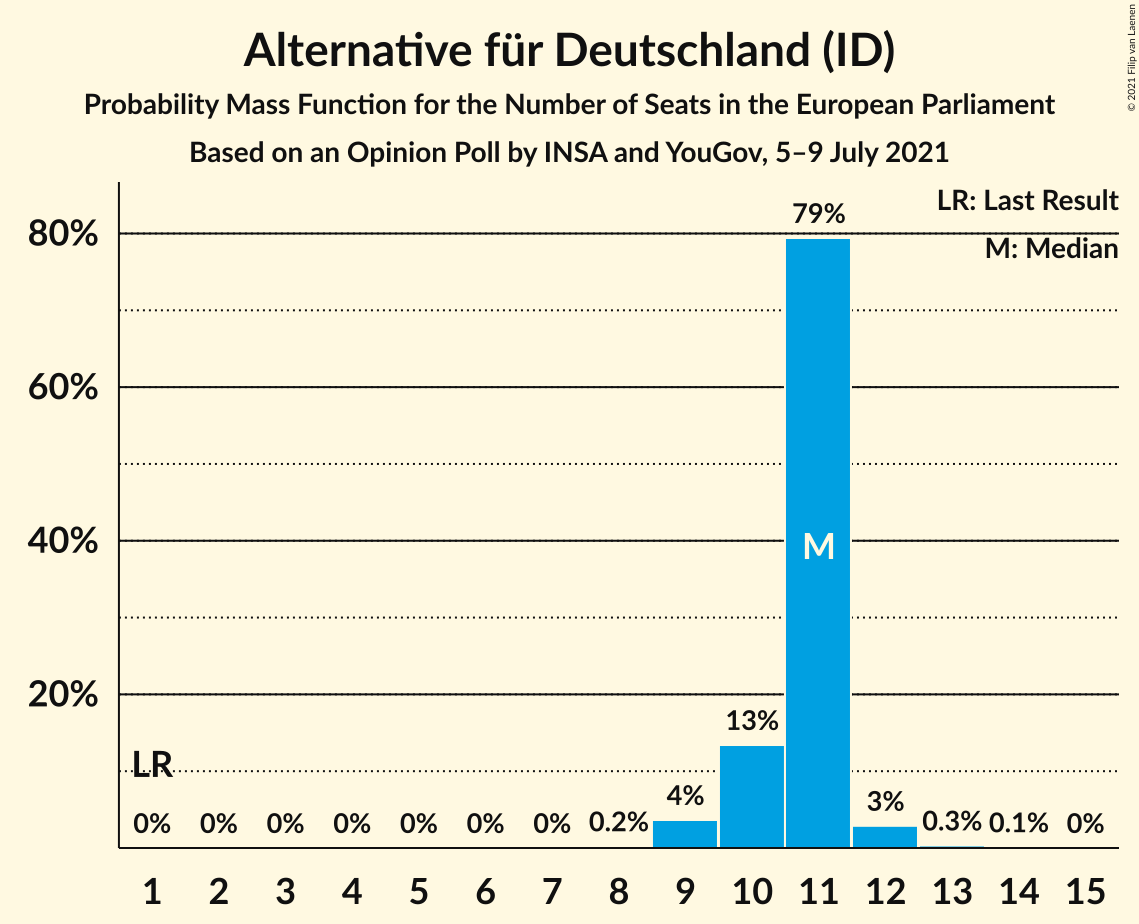 Alternative für Deutschland (ID)
Probability Mass Function for the Number of Seats in the European Parliament
Based on an Opinion Poll by INSA and YouGov, 5–9 July 2021
© 2021 Filip van Laenen
LR: Last Result
M: Median
80%
60%
40%
20%
LR
0%
0%
0%
0%
0%
0%
0%
0.2%
4%
13%
79%
M
3%
0.3%
0.1%
0%
1 2 3 4 5 6 7 8 9 10 11 12 13 14 15